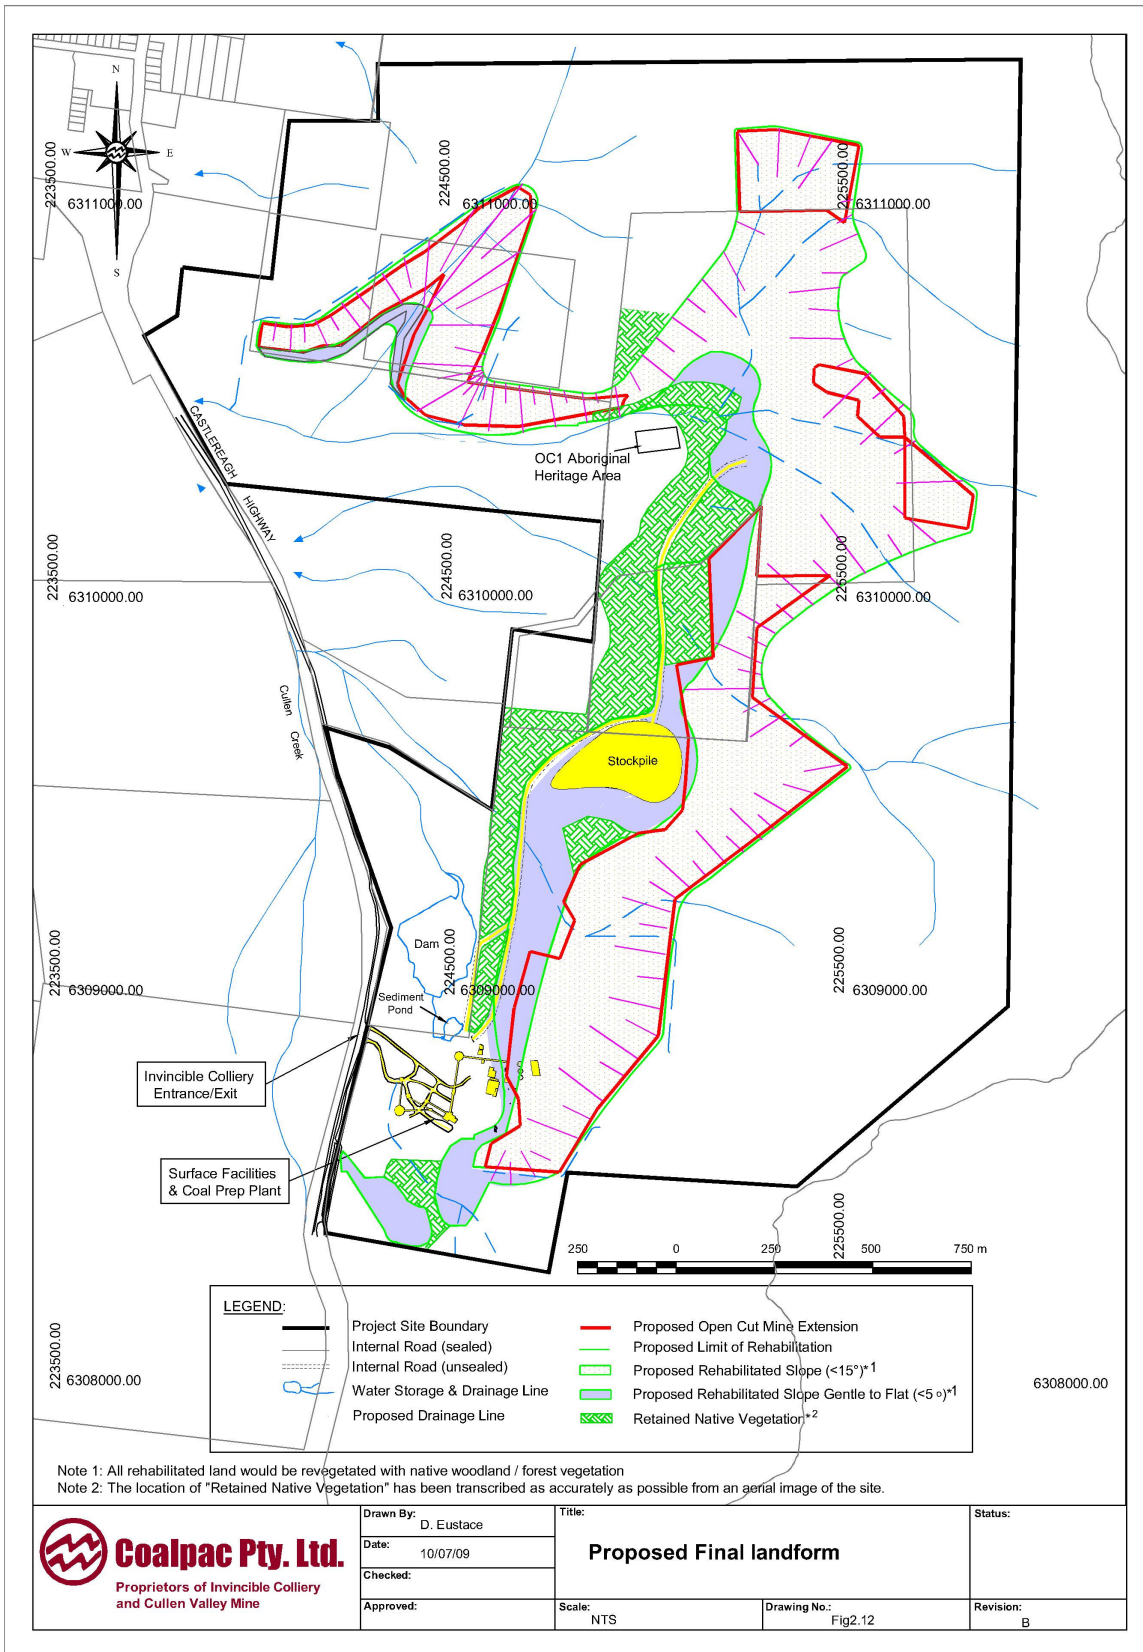 N
W
E
S
223500.00
6311000.00
224500.00
6311000.00
225500.00
6311000.00
CASTLEREAGH
HIGHWAY
OC1 Aboriginal
Heritage Area
223500.00
6310000.00
224500.00
6310000.00
225500.00
6310000.00
Cullen
Creek
Stockpile
Dam
Sediment
Pond
223500.00
6309000.00
224500.00
6309000.00
225500.00
6309000.00
Invincible Colliery
Entrance/Exit
Surface Facilities
& Coal Prep Plant
225500.00
250
0
250
500
750 m
223500.00
6308000.00
6308000.00
LEGEND:
Project Site Boundary
Internal Road (sealed)
Internal Road (unsealed)
Water Storage & Drainage Line
Proposed Drainage Line
Proposed Open Cut Mine Extension
Proposed Limit of Rehabilitation
Proposed Rehabilitated Slope (<15°)*1
Proposed Rehabilitated Slope Gentle to Flat (<5 o)*1
Retained Native Vegetation*2
Note 1: All rehabilitated land would be revegetated with native woodland / forest vegetation
Note 2: The location of "Retained Native Vegetation" has been transcribed as accurately as possible from an aerial image of the site.
Coalpac Pty. Ltd.
Proprietors of Invincible Colliery
and Cullen Valley Mine
Drawn By:
D. Eustace
Date:
10/07/09
Checked:
Approved:
Title:
Proposed Final landform
Scale:
NTS
Drawing No.:
Fig2.12
Status:
Revision:
B